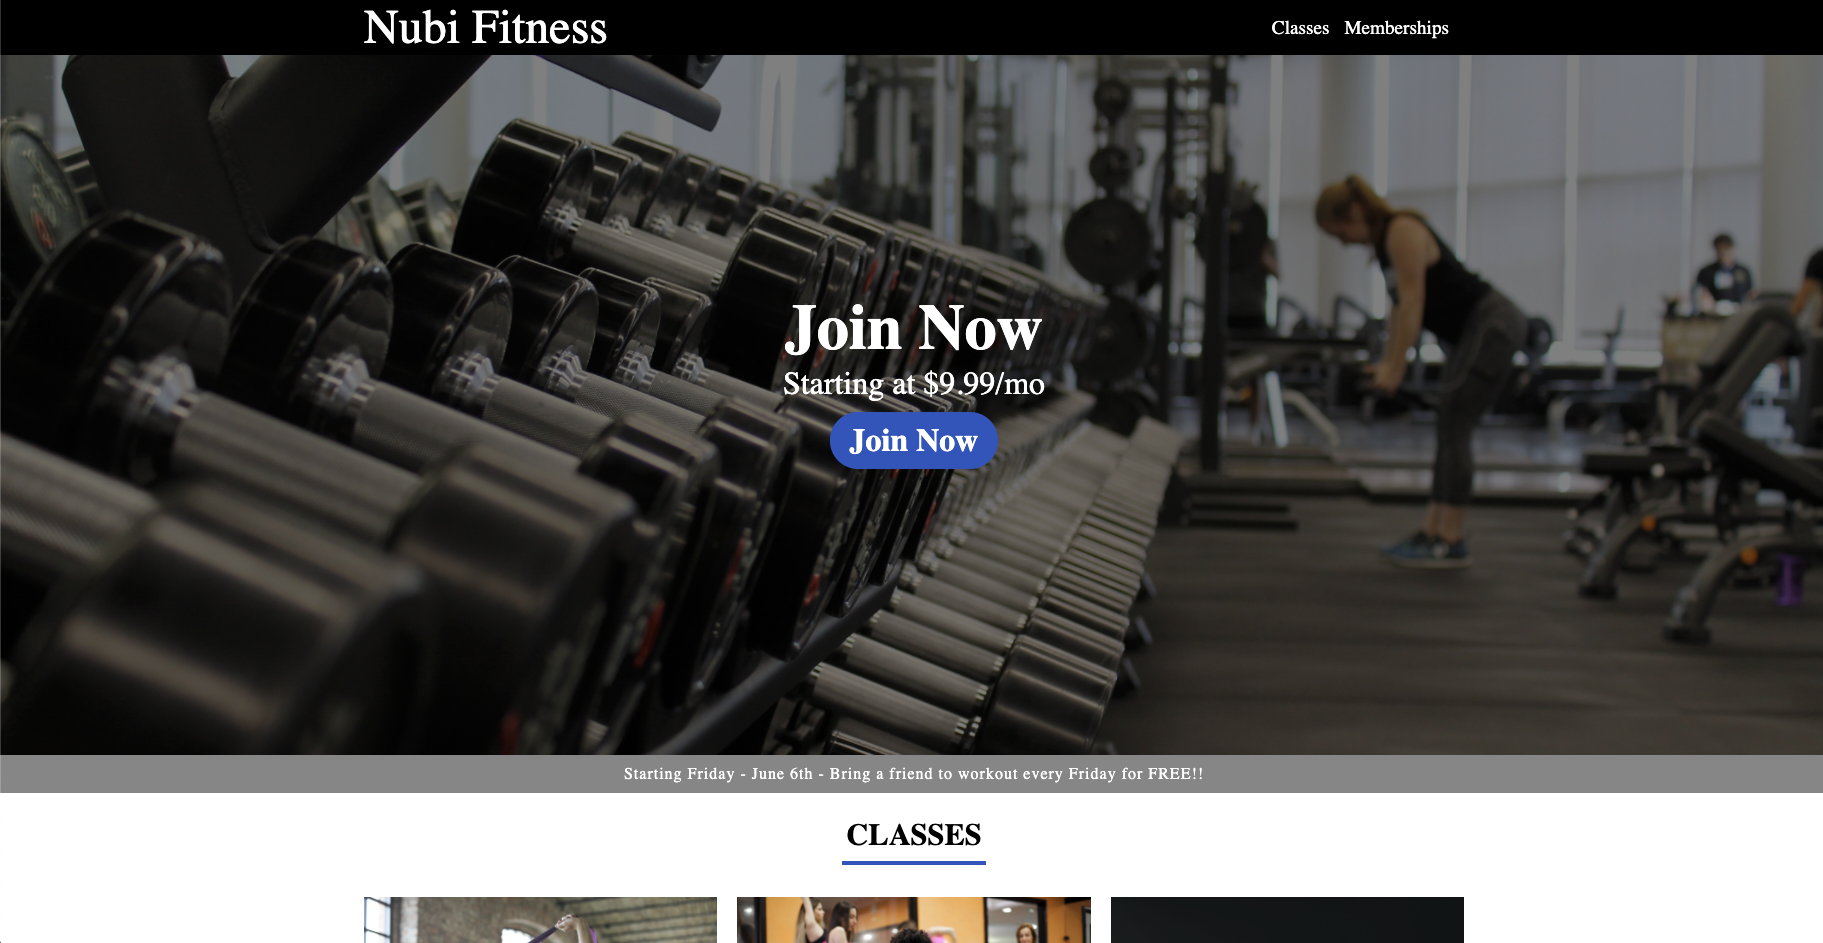 Nubi Fitness
Classes Memberships
Join Now
Starting at $9.99/mo
Join Now
Starting Friday - June 6th - Bring a friend to workout every Friday for FREE!!
CLASSES